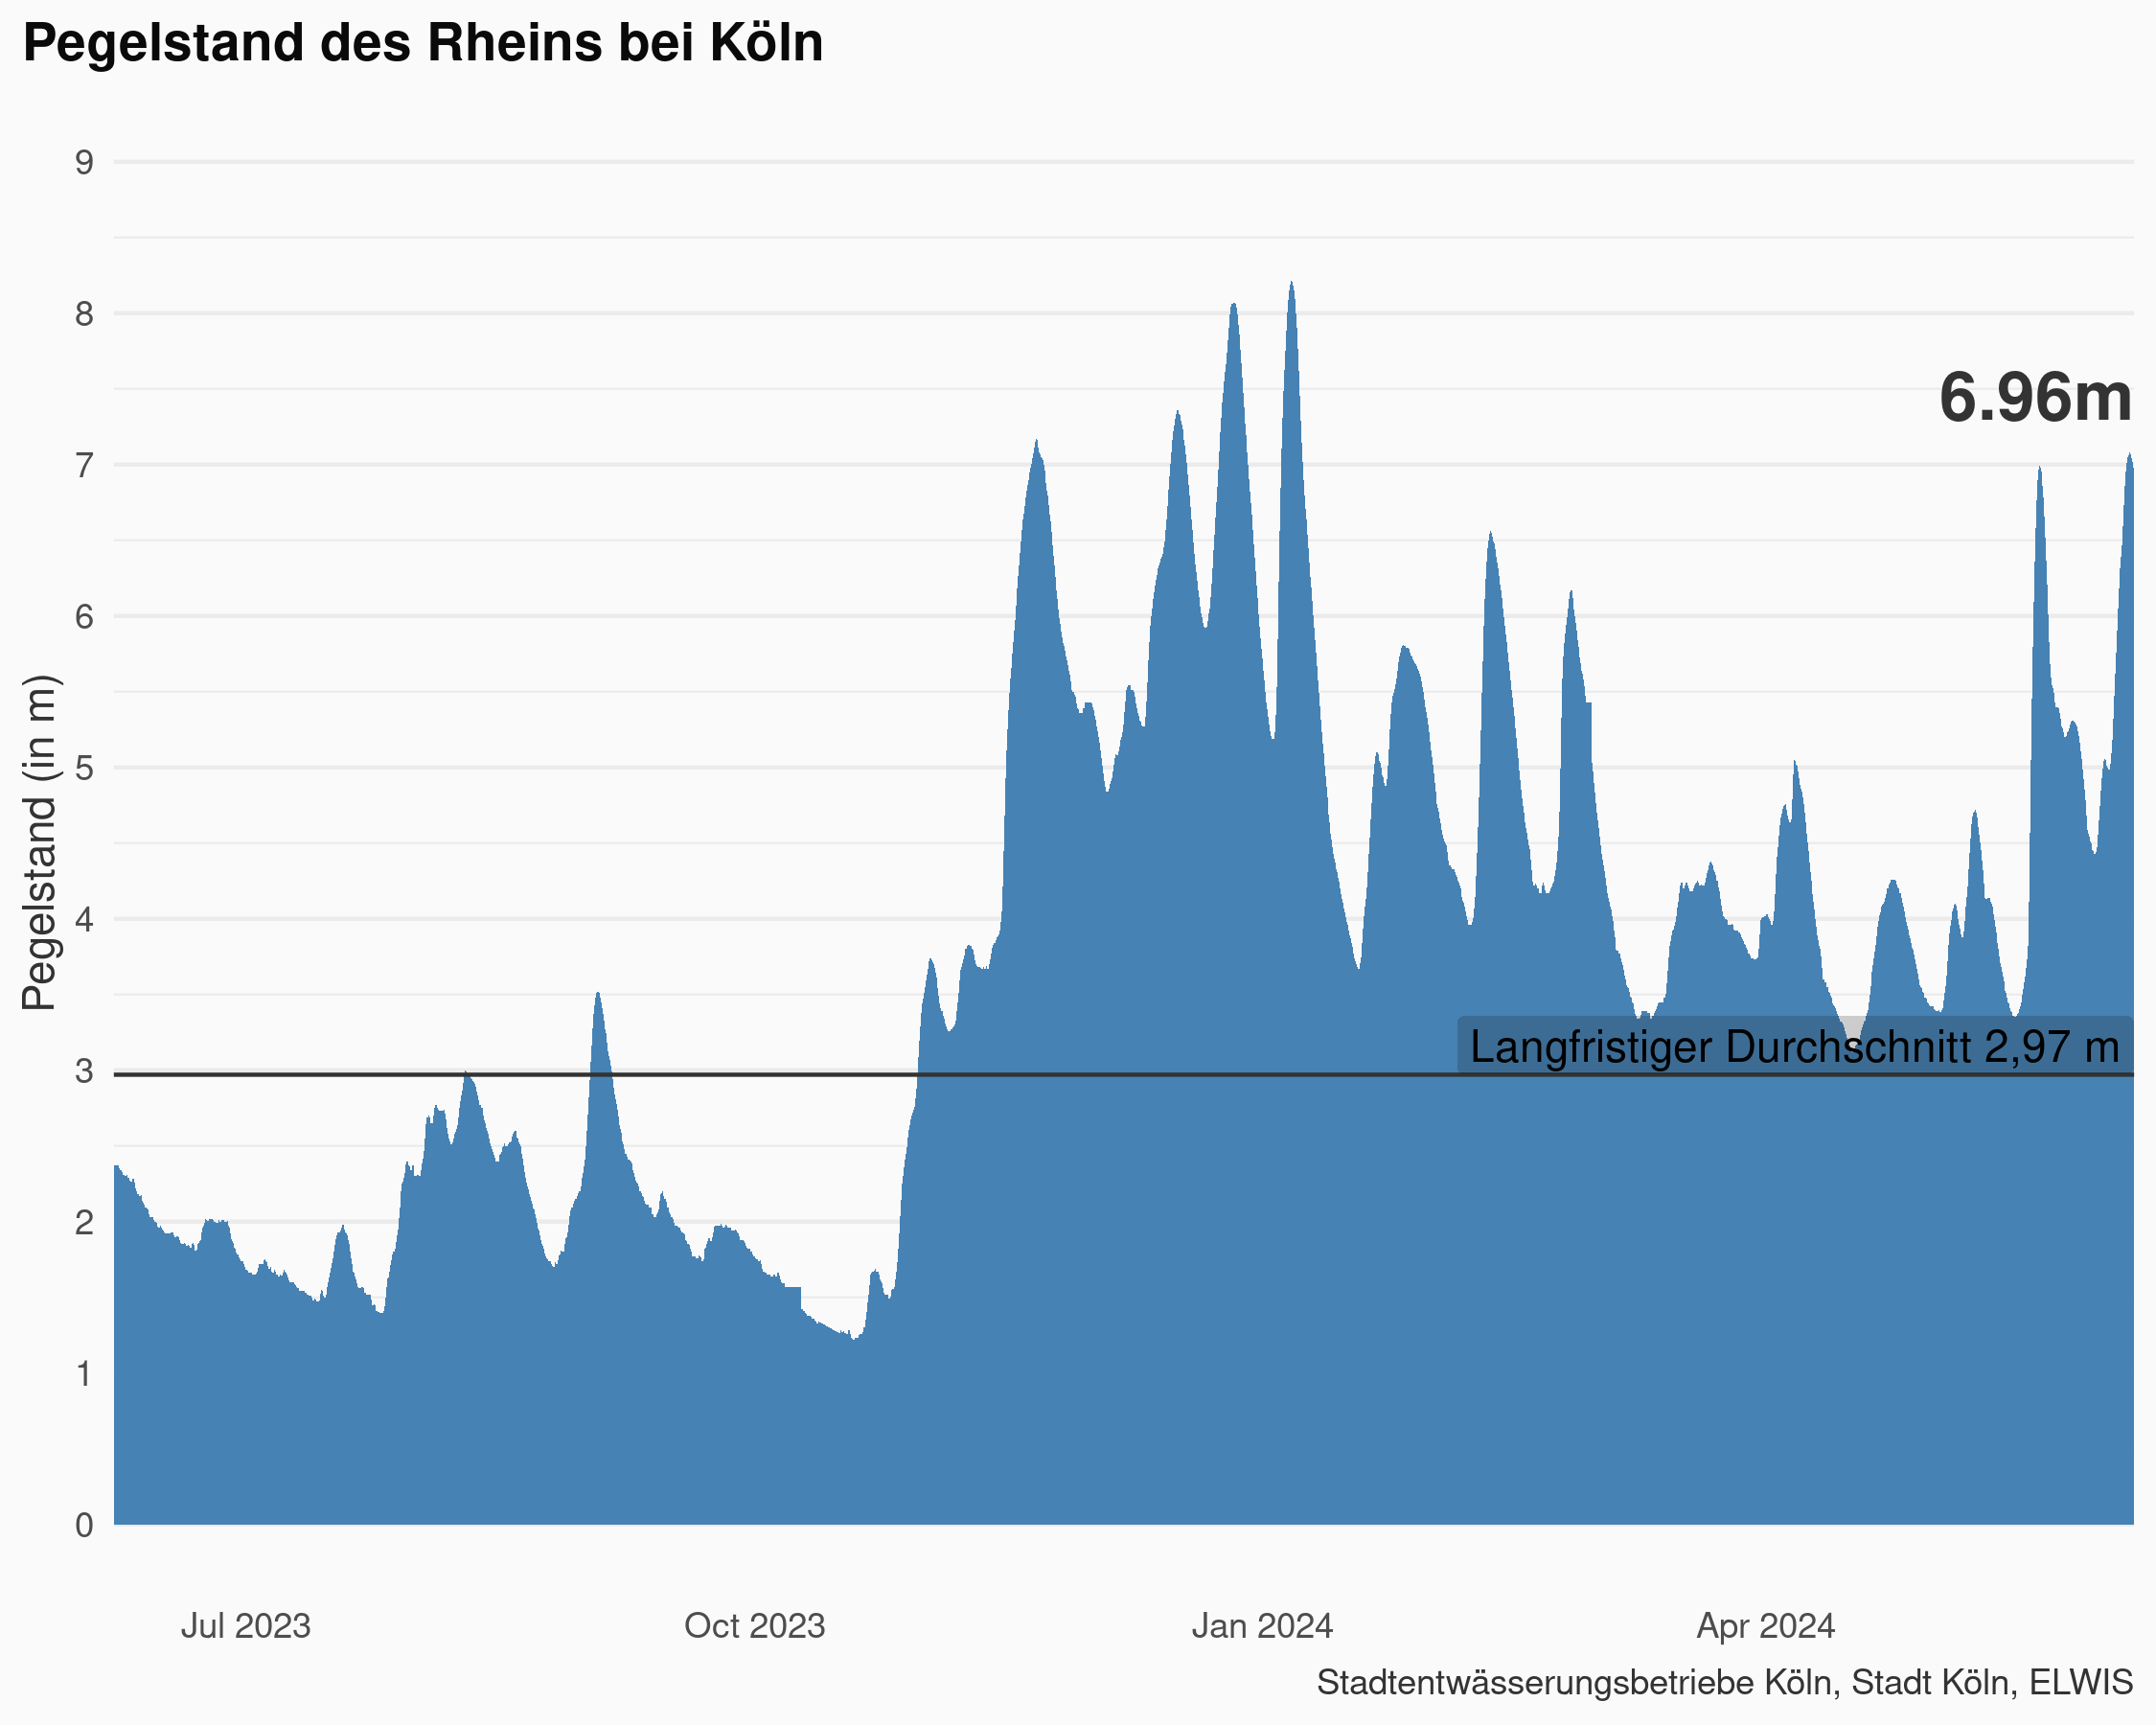 Pegelstand des Rheins bei Köln
9
8
6.96m
7
6
5
4
Langfristiger Durchschnitt 2,97 m
3
2
1
0
Pegelstand (in m)
Jul 2023
Oct 2023
Jan 2024
Apr 2024
Stadtentwässerungsbetriebe Köln, Stadt Köln, ELWIS